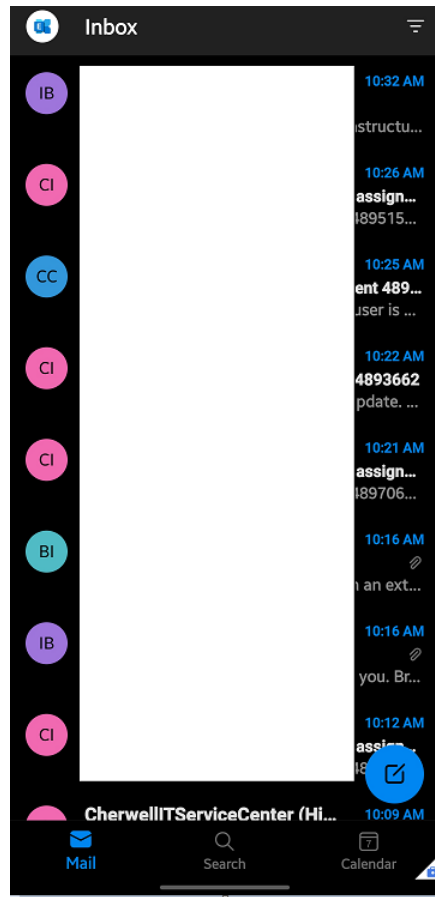 Inbox
IB
10:32 AM
structu...
CI
10:26 AM
assign...
489515...
CC
10:25 AM
ent 489...
user is ...
CI
10:22 AM
4893662
pdate. ...
CI
10:21 AM
assign...
489706...
BI
10:16 AM
an ext...
IB
10:16 AM
you. Br...
CI
10:12 AM
assign...
CherwellITServiceCenter (Hi...
10:09 AM
7
Mail
Search
Calendar